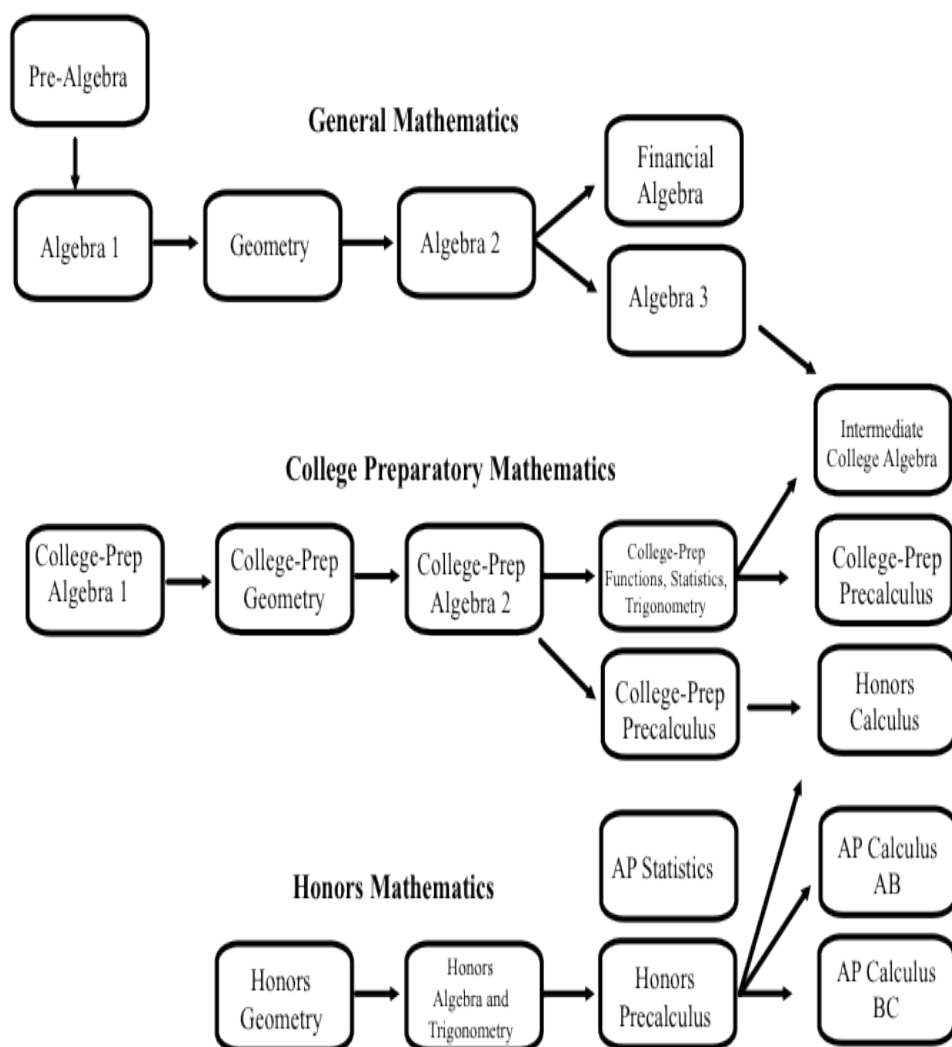 Pre-Algebra
General Mathematics
Algebra 1
Geometry
Algebra 2
Financial
Algebra
Algebra 3
Intermediate
College Algebra
College Preparatory Mathematics
College-Prep
Algebra 1
College-Prep
Geometry
College-Prep
Algebra 2
College-Prep
Functions, Statistics,
Trigonometry
College-Prep
Precalculus
College-Prep
Precalculus
Honors
Calculus
Honors Mathematics
AP Statistics
AP Calculus
AB
Honors
Geometry
Honors
Algebra and
Trigonometry
Honors
Precalculus
AP Calculus
BC